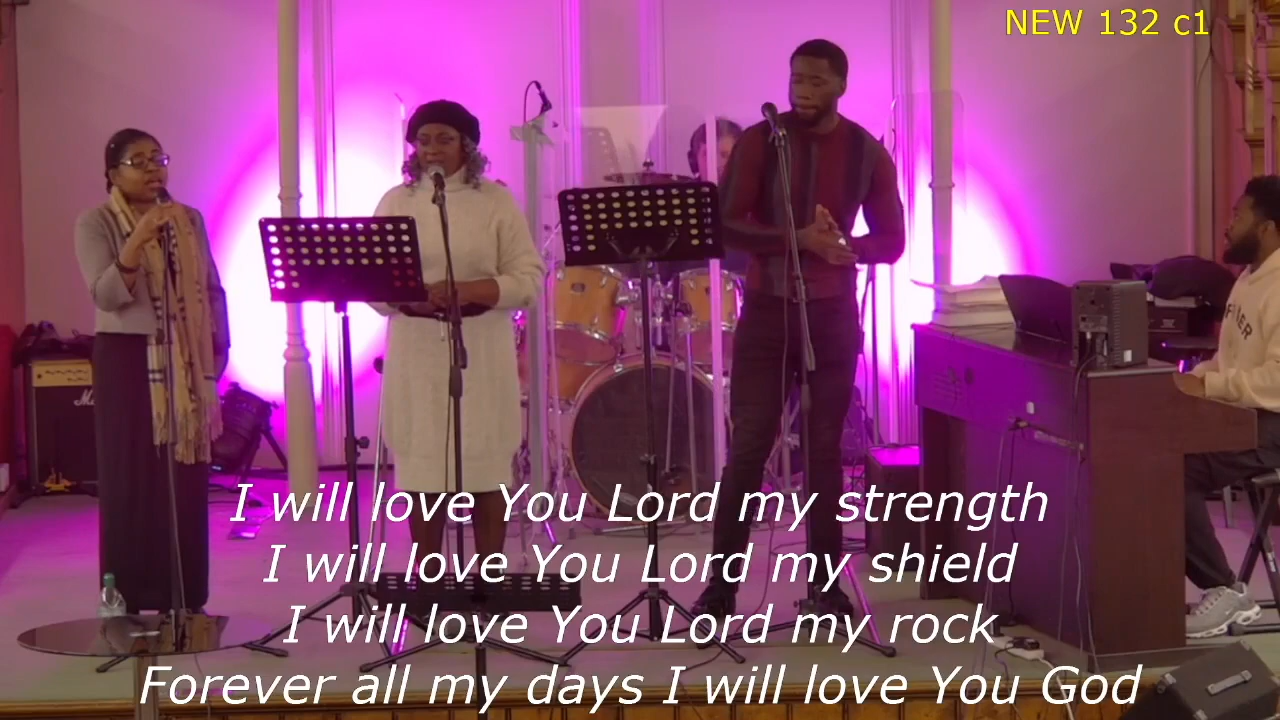 NEW 132 c1
I will love You Lord my strength
I will love You Lord my shield
I will love You Lord my rock
Forever all my days I will love You God